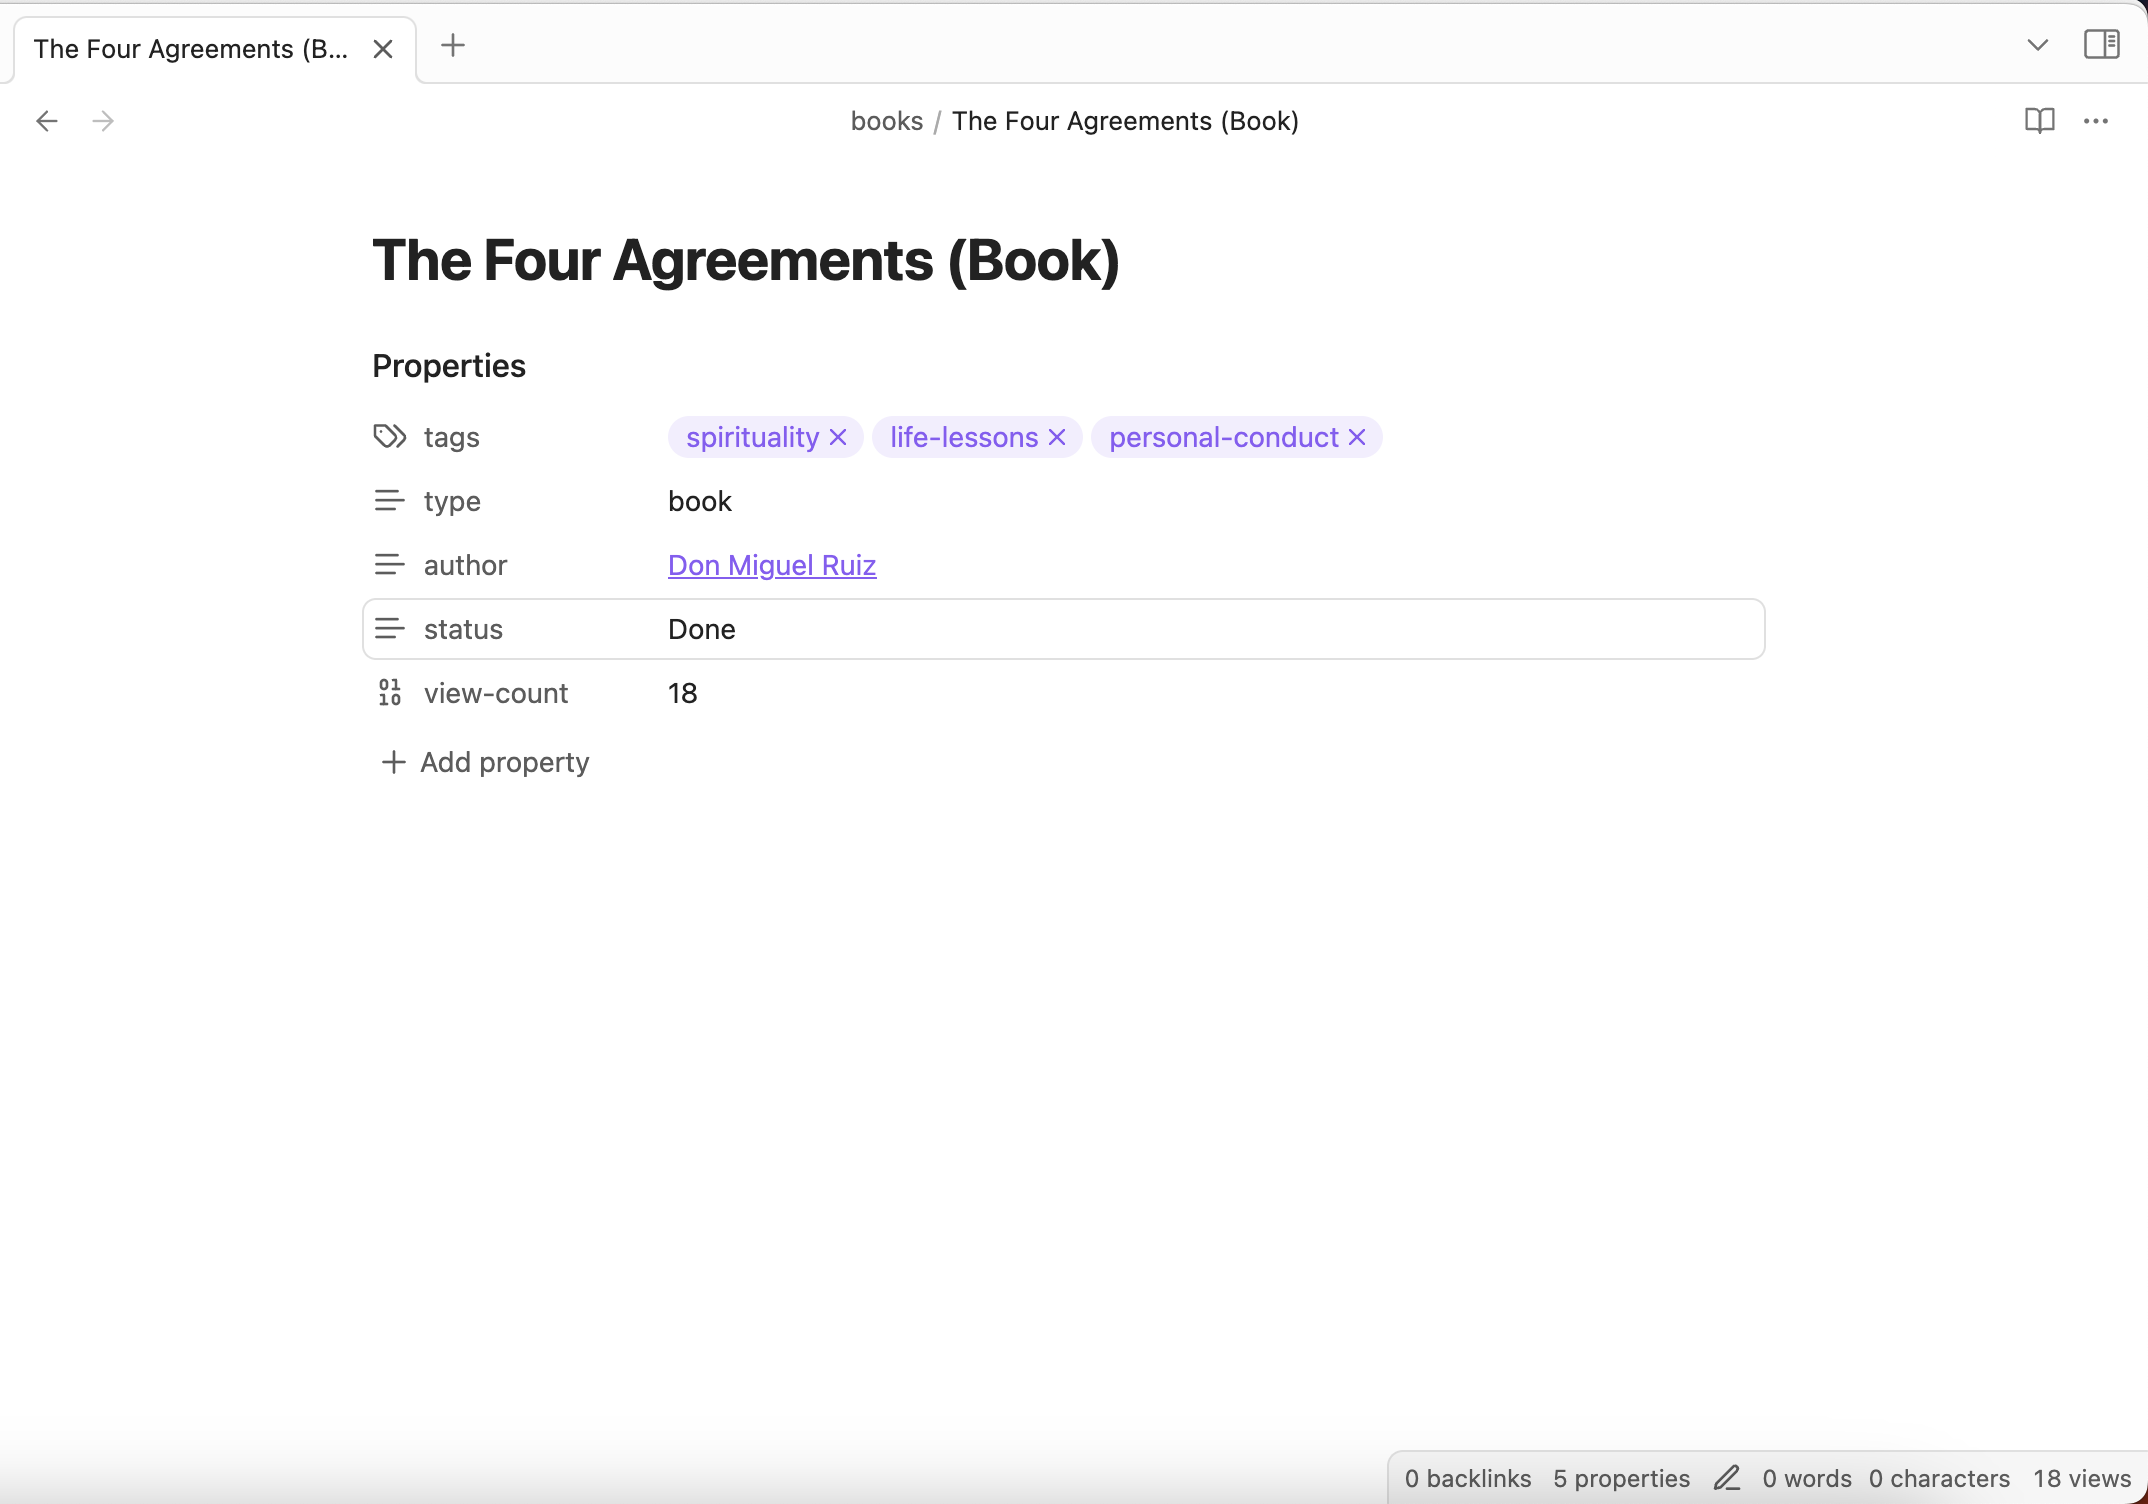 The Four Agreements (B...
books / The Four Agreements (Book)
The Four Agreements (Book)
Properties
tags spirituality life-lessons personal-conduct
type book
author Don Miguel Ruiz
status Done
view-count 18
Add property
0 backlinks 5 properties 0 words 0 characters 18 views